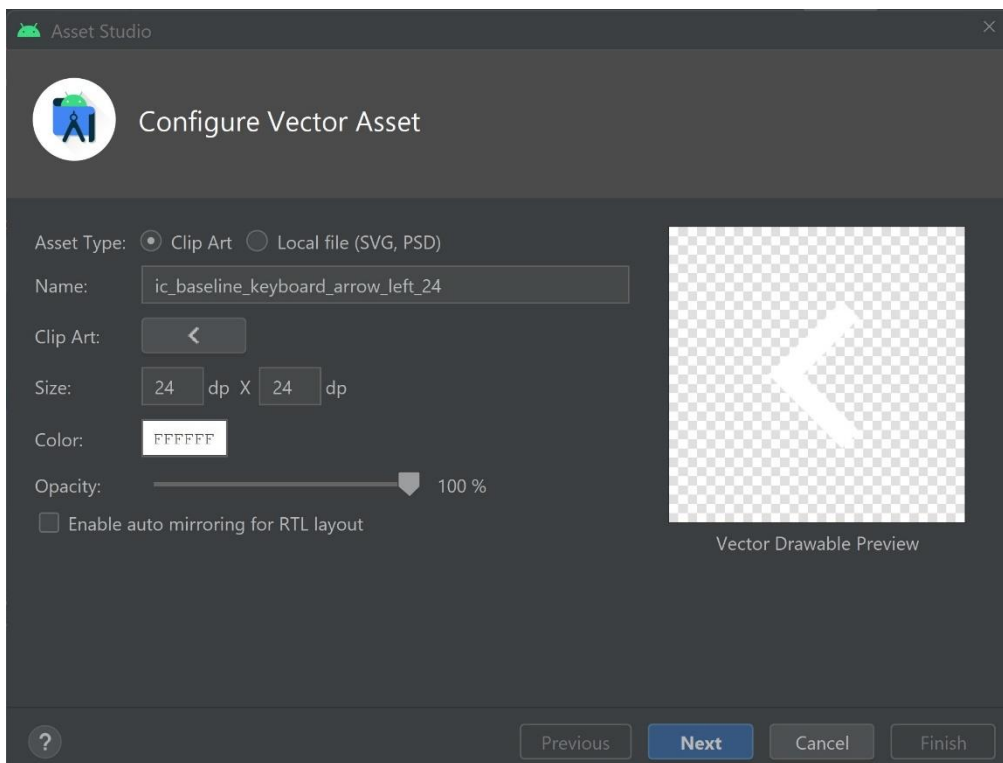 Asset Studio
Configure Vector Asset
Asset Type: Clip Art Local file (SVG, PSD)
Name: ic_baseline_keyboard_arrow_left_24
Clip Art:
Size: 24 dp X 24 dp
Color: FFFFFF
Opacity: 100 %
Enable auto mirroring for RTL layout
Vector Drawable Preview
? Previous Next Cancel Finish